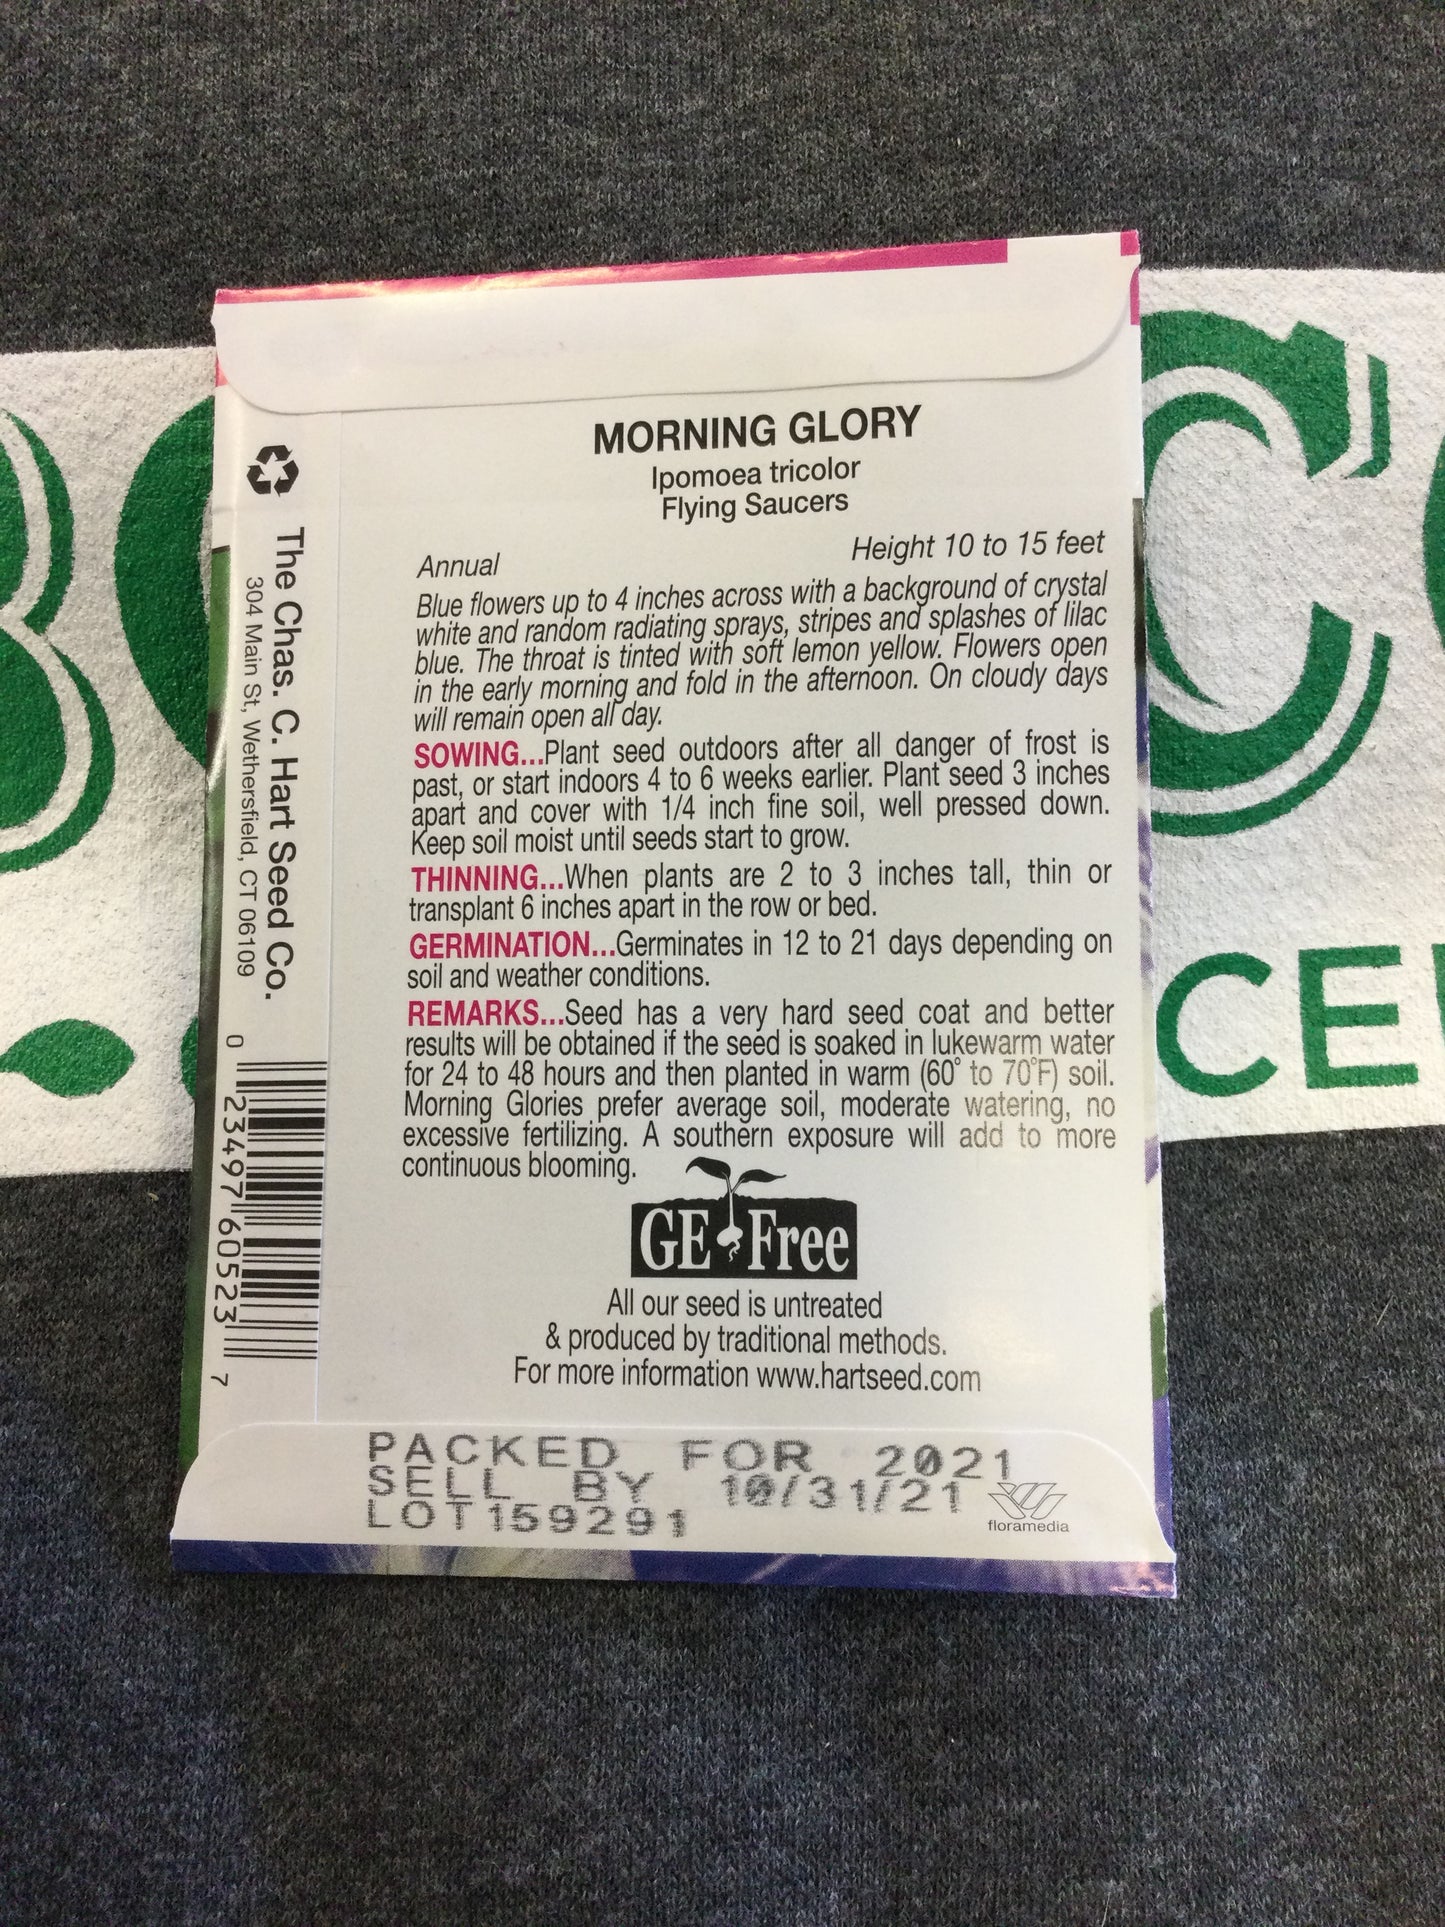 MORNING GLORY
Ipomoea tricolor
Flying Saucers
Annual
Height 10 to 15 feet
Blue flowers up to 4 inches across with a background of crystal
white and random radiating sprays, stripes and splashes of lilac
blue. The throat is tinted with soft lemon yellow. Flowers open
in the early morning and fold in the afternoon. On cloudy days
will remain open all day.
SOWING...Plant seed outdoors after all danger of frost is
past, or start indoors 4 to 6 weeks earlier. Plant seed 3 inches
apart and cover with 1/4 inch fine soil, well pressed down.
Keep soil moist until seeds start to grow.
THINNING...When plants are 2 to 3 inches tall, thin or
transplant 6 inches apart in the row or bed.
GERMINATION...Germinates in 12 to 21 days depending on
soil and weather conditions.
REMARKS...Seed has a very hard seed coat and better
results will be obtained if the seed is soaked in lukewarm water
for 24 to 48 hours and then planted in warm (60° to 70°F) soil.
Morning Glories prefer average soil, moderate watering, no
excessive fertilizing. A southern exposure will add to more
continuous blooming.
GE Free
All our seed is untreated
& produced by traditional methods.
For more information www.hartseed.com
PACKED FOR 2021
SELL BY 10/31/21
LOT159291
floramedia
The Chas. C. Hart Seed Co.
304 Main St, Wethersfield, CT 06109
0 23497 60523 7